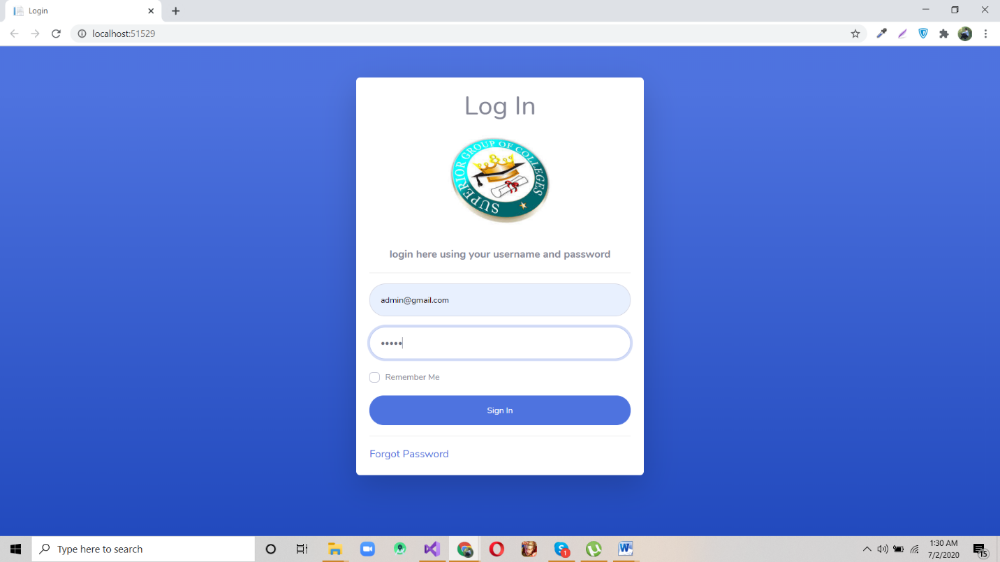 Login
localhost:51529
Log In
SUPERIOR GROUP OF COLLEGES
login here using your username and password
admin@gmail.com
•••••
Remember Me
Sign In
Forgot Password
Type here to search
1
W
1:30 AM
7/2/2020
15